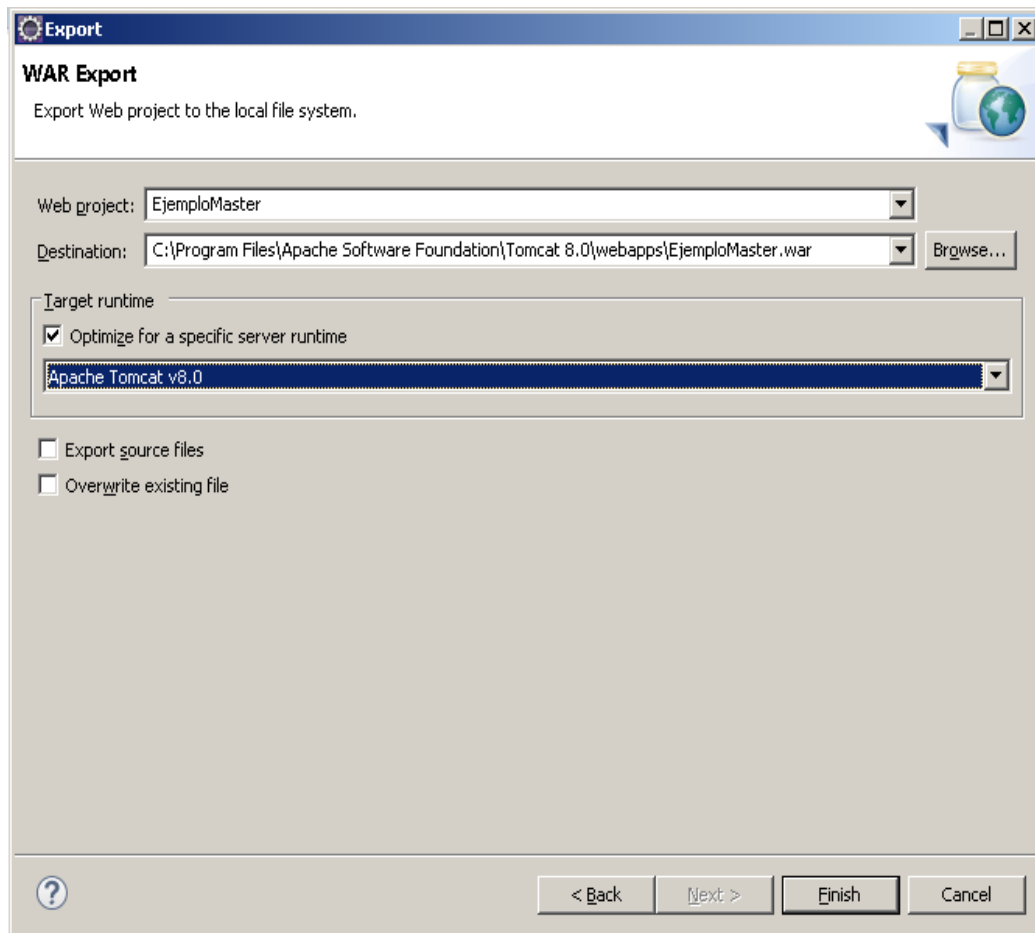 Export
WAR Export
Export Web project to the local file system.
Web project: EjemploMaster
Destination: C:\Program Files\Apache Software Foundation\Tomcat 8.0\webapps\EjemploMaster.war Browse...
Target runtime
Optimize for a specific server runtime
Apache Tomcat v8.0
Export source files
Overwrite existing file
? < Back Next > Finish Cancel